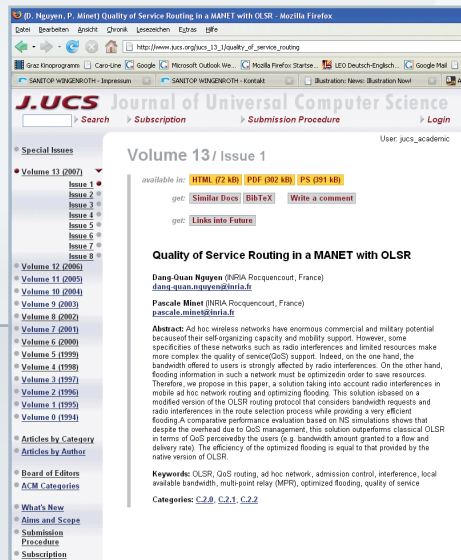 (D. Nguyen, P. Minet) Quality of Service Routing in a MANET with OLSR - Mozilla Firefox
Datei Bearbeiten Ansicht Chronik Lesezeichen Extras Hilfe
http://www.jucs.org/jucs_13_1/quality_of_service_routing
Graz Kinoprogramm Caro-Line Google Microsoft Outlook We... Mozilla Firefox Startse... LEO Deutsch-Englisch... Google Mail
SANITOP WINGENROTH - Impressum SANITOP WINGENROTH - Kontakt Illustration: News: Illustration Now!
J.UCS Journal of Universal Computer Science
Search Subscription Submission Procedure Login
User: jucs_academic
Special Issues
Volume 13 (2007)
Issue 1
Issue 2
Issue 3
Issue 4
Issue 5
Issue 6
Issue 7
Issue 8
Volume 12 (2006)
Volume 11 (2005)
Volume 10 (2004)
Volume 9 (2003)
Volume 8 (2002)
Volume 7 (2001)
Volume 6 (2000)
Volume 5 (1999)
Volume 4 (1998)
Volume 3 (1997)
Volume 2 (1996)
Volume 1 (1995)
Volume 0 (1994)
Articles by Category
Articles by Author
Board of Editors
ACM Categories
What's New
Aims and Scope
Submission
Procedure
Subscription
Volume 13 / Issue 1
available in: HTML (72 kB) PDF (302 kB) PS (391 kB)
get: Similar Docs BibTeX Write a comment
get: Links into Future
Quality of Service Routing in a MANET with OLSR
Dang-Quan Nguyen (INRIA Rocquencourt, France)
dang-quan.nguyen@inria.fr
Pascale Minet (INRIA Rocquencourt, France)
pascale.minet@inria.fr
Abstract: Ad hoc wireless networks have enormous commercial and military potential
becauseof their self-organizing capacity and mobility support. However, some
specificities of these networks such as radio interferences and limited resources make
more complex the quality of service(QoS) support. Indeed, on the one hand, the
bandwidth offered to users is strongly affected by radio interferences. On the other hand,
flooding information in such a network must be optimizedin order to save resources.
Therefore, we propose in this paper, a solution taking into account radio interferences in
mobile ad hoc network routing and optimizing flooding. This solution isbased on a
modified version of the OLSR routing protocol that considers bandwidth requests and
radio interferences in the route selection process while providing a very efficient
flooding.A comparative performance evaluation based on NS simulations shows that
despite the overhead due to QoS management, this solution outperforms classical OLSR
in terms of QoS perceivedby the users (e.g. bandwidth amount granted to a flow and
delivery rate). The efficiency of the optimized flooding is equal to that provided by the
native version of OLSR.
Keywords: OLSR, QoS routing, ad hoc network, admission control, interference, local
available bandwidth, multi-point relay (MPR), optimized flooding, quality of service
Categories: C.2.0, C.2.1, C.2.2